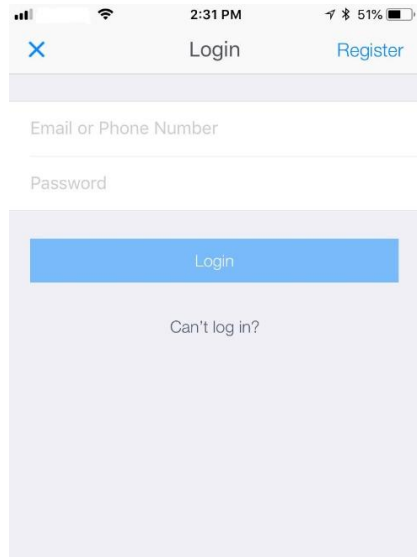 2:31 PM 51%
Login Register
Email or Phone Number
Password
Login
Can't log in?